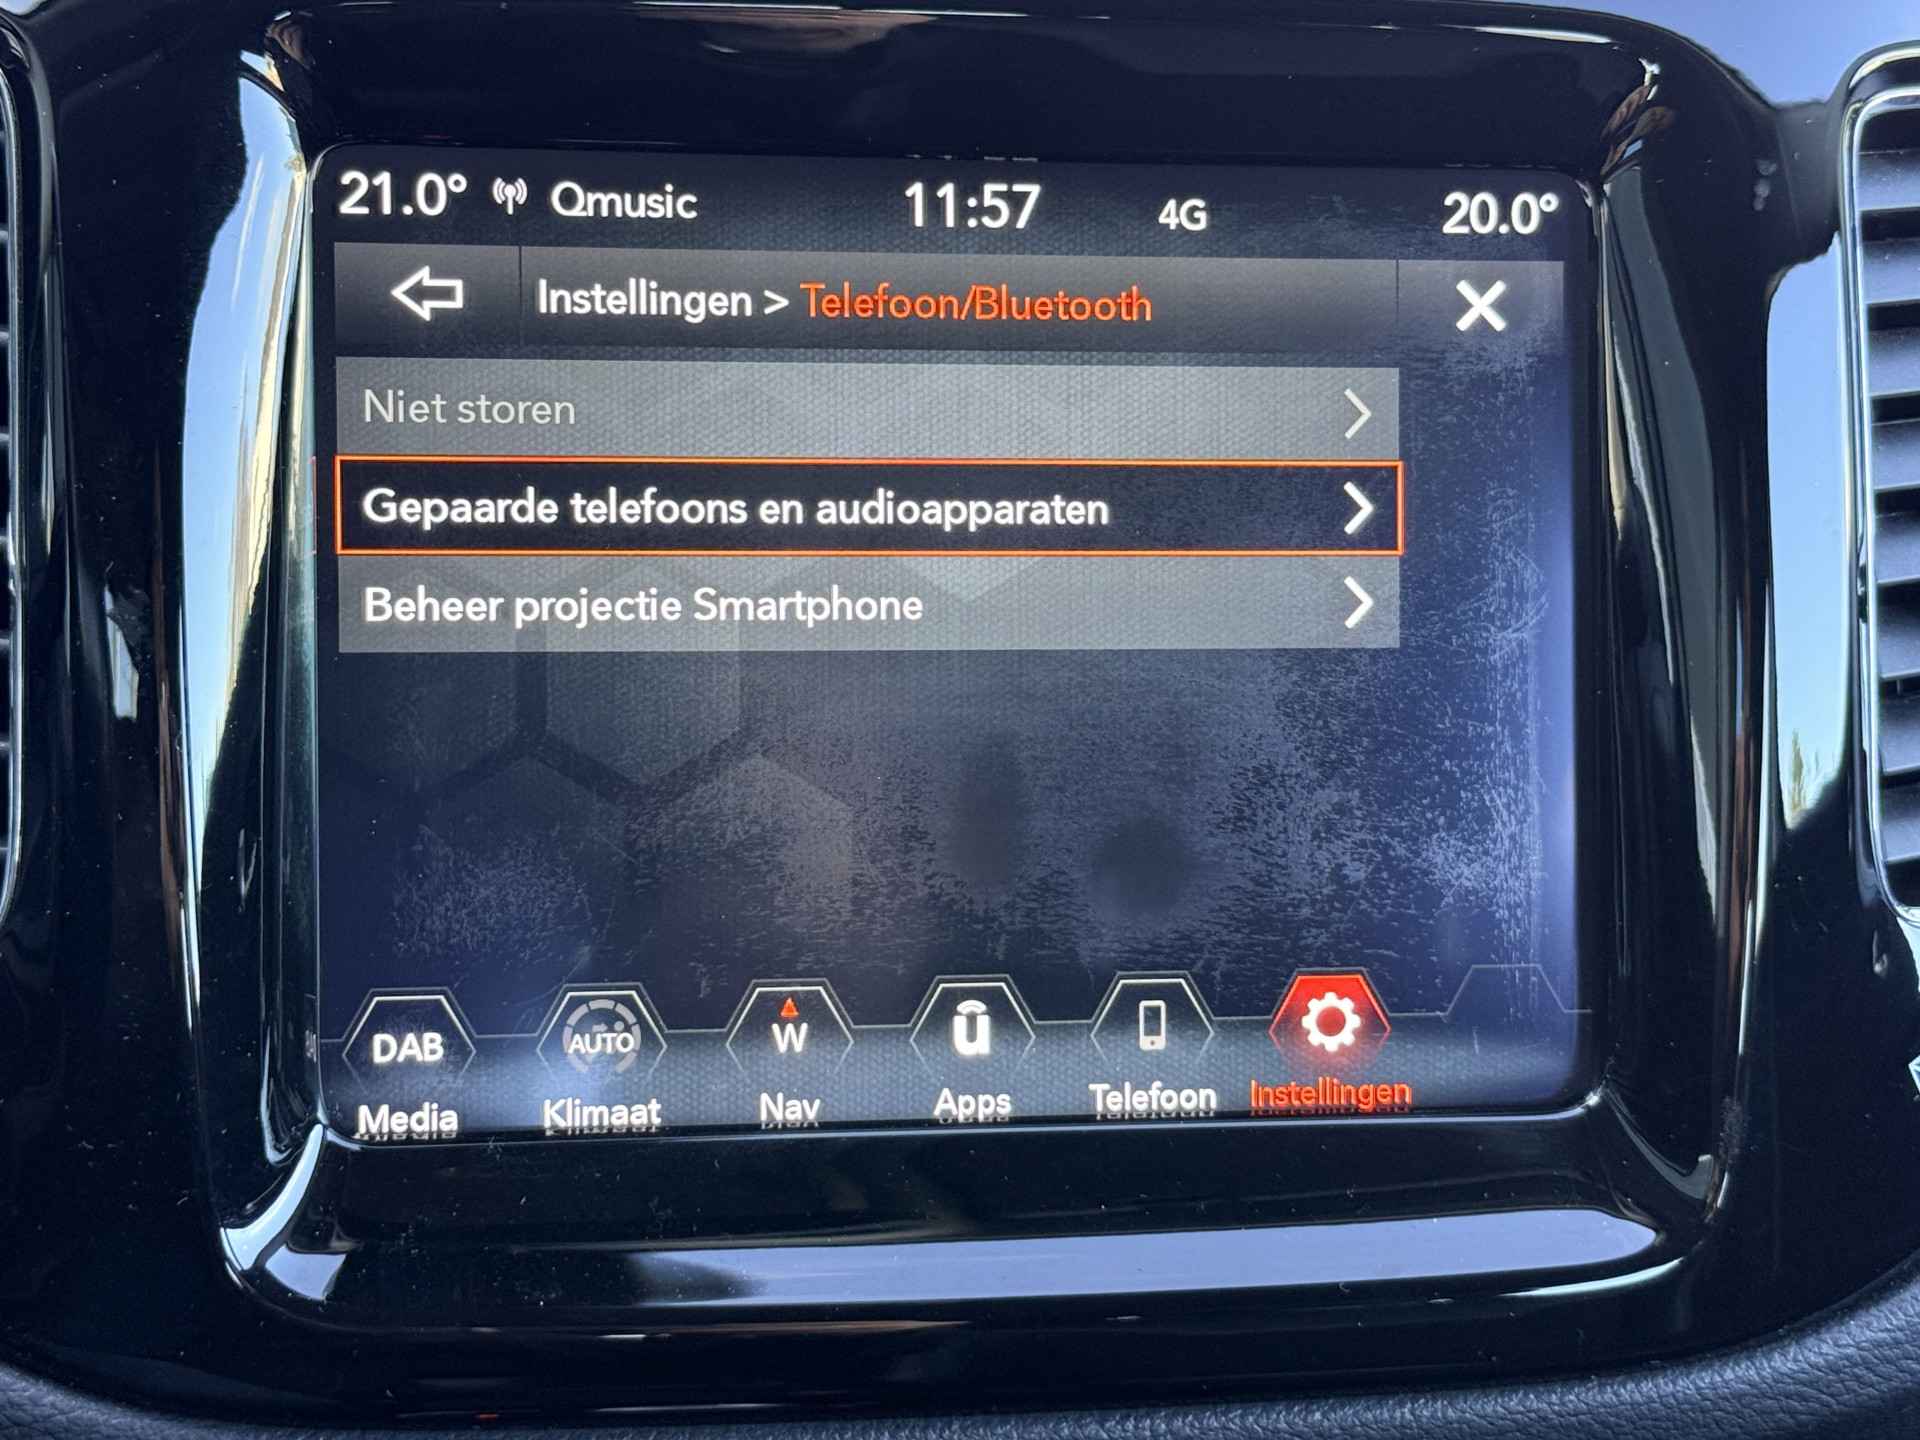 21.0° Qmusic 11:57 4G 20.0°
Instellingen > Telefoon/Bluetooth
Niet storen
Gepaarde telefoons en audioapparaten
Beheer projectie Smartphone
DAB AUTO W ū
Media Klimaat Nav Apps Telefoon Instellingen